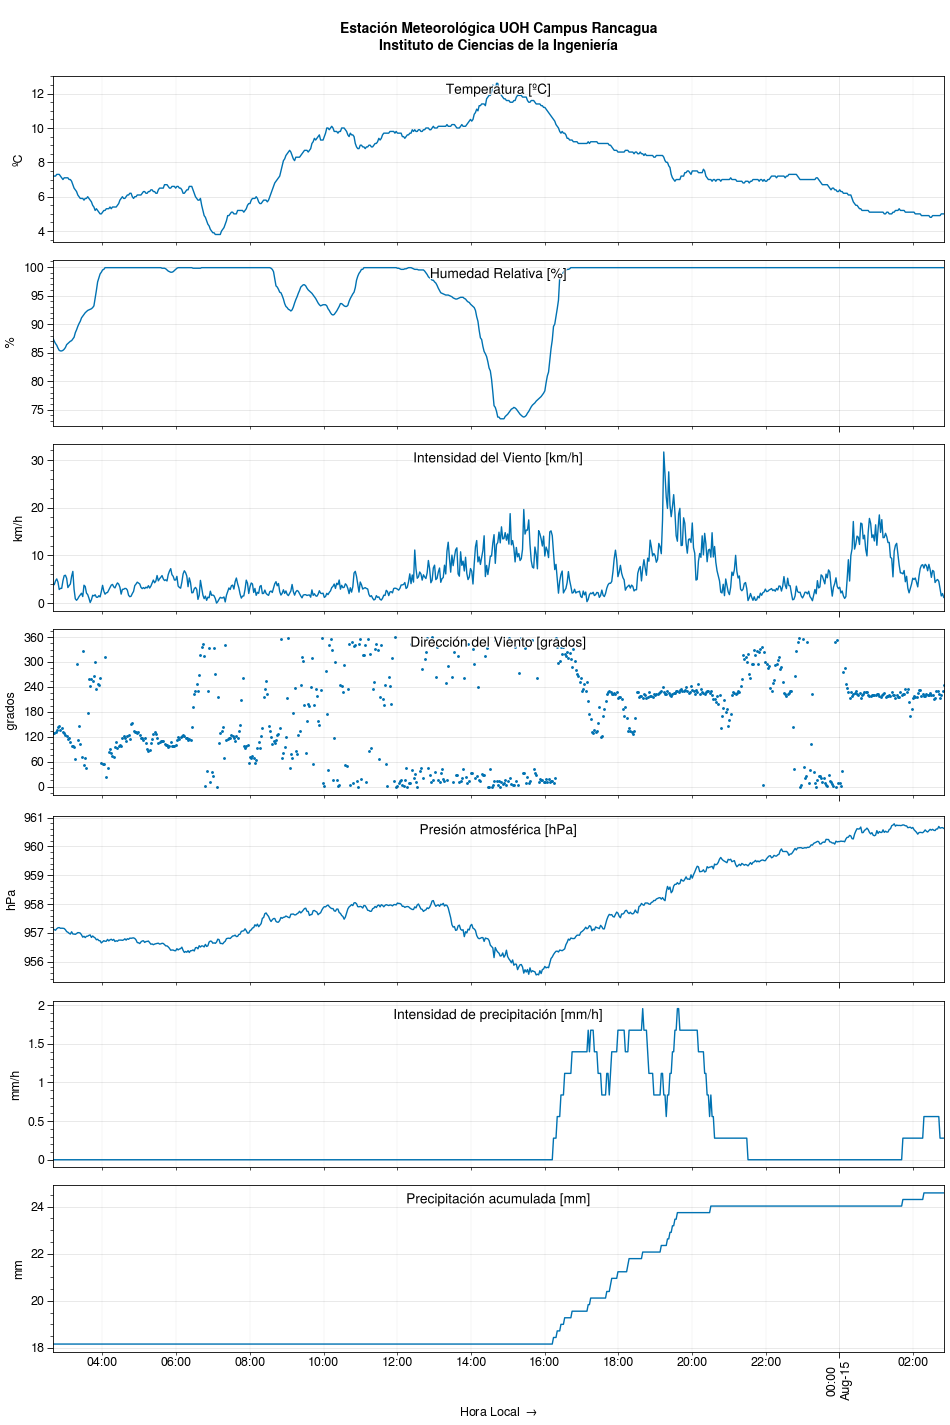 Estación Meteorológica UOH Campus Rancagua
Instituto de Ciencias de la Ingeniería
Temperatura [ºC]
12
10
8
6
4
ºC
Humedad Relativa [%]
100
95
90
85
80
75
%
Intensidad del Viento [km/h]
30
20
10
0
km/h
Dirección del Viento [grados]
360
300
240
180
120
60
0
grados
Presión atmosférica [hPa]
961
960
959
958
957
956
hPa
Intensidad de precipitación [mm/h]
2
1.5
1
0.5
0
mm/h
Precipitación acumulada [mm]
24
22
20
18
mm
04:00 06:00 08:00 10:00 12:00 14:00 16:00 18:00 20:00 22:00 00:00 02:00
Aug-15
Hora Local →